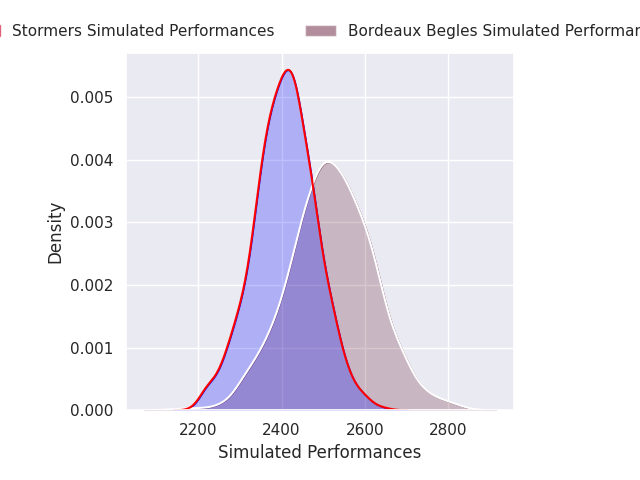 Stormers Simulated Performances
Bordeaux Begles Simulated
0.005
0.004
0.003
0.002
0.001
0.000
Density
2200 2400 2600 2800
Simulated Performances